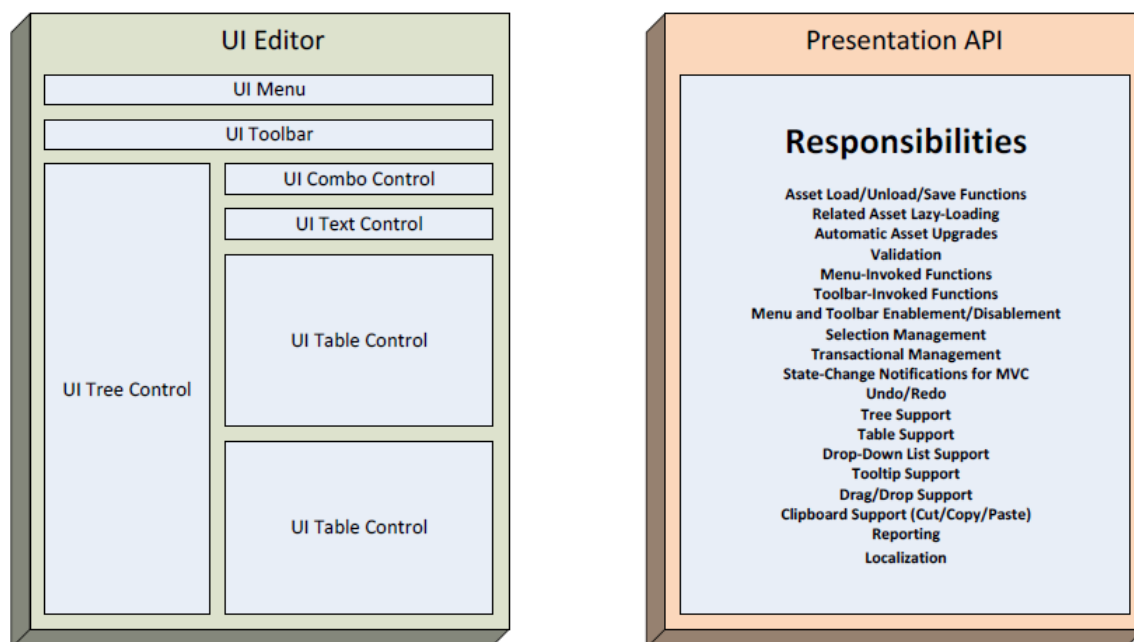 UI Editor
UI Menu
UI Toolbar
UI Tree Control
UI Combo Control
UI Text Control
UI Table Control
UI Table Control
Presentation API
Responsibilities
Asset Load/Unload/Save Functions
Related Asset Lazy-Loading
Automatic Asset Upgrades
Validation
Menu-Invoked Functions
Toolbar-Invoked Functions
Menu and Toolbar Enablement/Disablement
Selection Management
Transactional Management
State-Change Notifications for MVC
Undo/Redo
Tree Support
Table Support
Drop-Down List Support
Tooltip Support
Drag/Drop Support
Clipboard Support (Cut/Copy/Paste)
Reporting
Localization